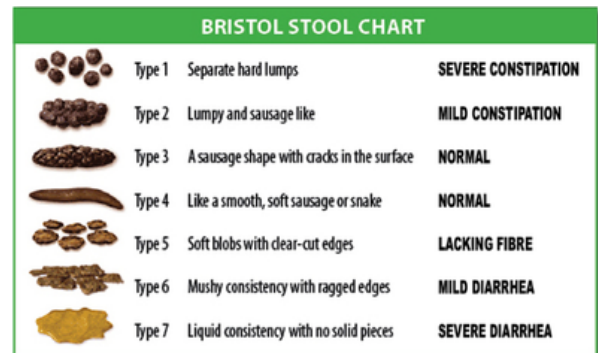 BRISTOL STOOL CHART
Type 1 Separate hard lumps SEVERE CONSTIPATION
Type 2 Lumpy and sausage like MILD CONSTIPATION
Type 3 A sausage shape with cracks in the surface NORMAL
Type 4 Like a smooth, soft sausage or snake NORMAL
Type 5 Soft blobs with clear-cut edges LACKING FIBRE
Type 6 Mushy consistency with ragged edges MILD DIARRHEA
Type 7 Liquid consistency with no solid pieces SEVERE DIARRHEA